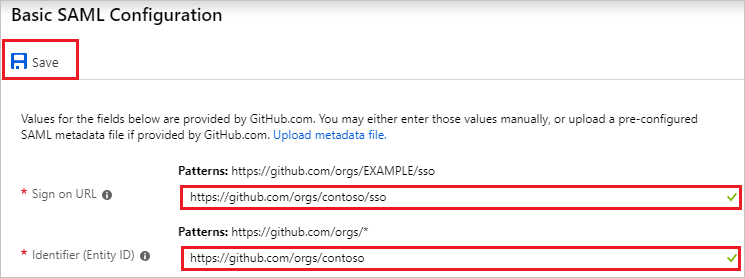 Basic SAML Configuration
Save
Values for the fields below are provided by GitHub.com. You may either enter those values manually, or upload a pre-configured
SAML metadata file if provided by GitHub.com. Upload metadata file.
Patterns: https://github.com/orgs/EXAMPLE/sso
* Sign on URL
https://github.com/orgs/contoso/sso
Patterns: https://github.com/orgs/*
* Identifier (Entity ID)
https://github.com/orgs/contoso